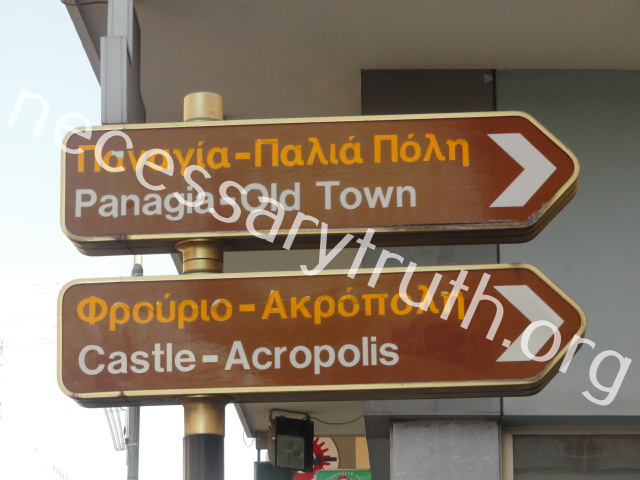 Παναγία-Παλιά Πόλη
Panagia-Old Town
Φρούριο-Ακρόπολη
Castle-Acropolis
necessarytruth.org